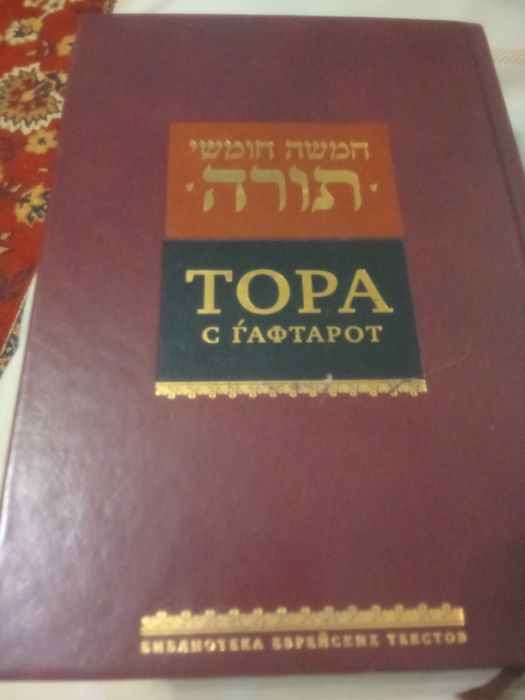 חמשה חומשי
· תורה ·
ТОРА
С ЃАФТАРОТ
БИБЛИОТЕКА ЕВРЕЙСКИХ ТЕКСТОВ